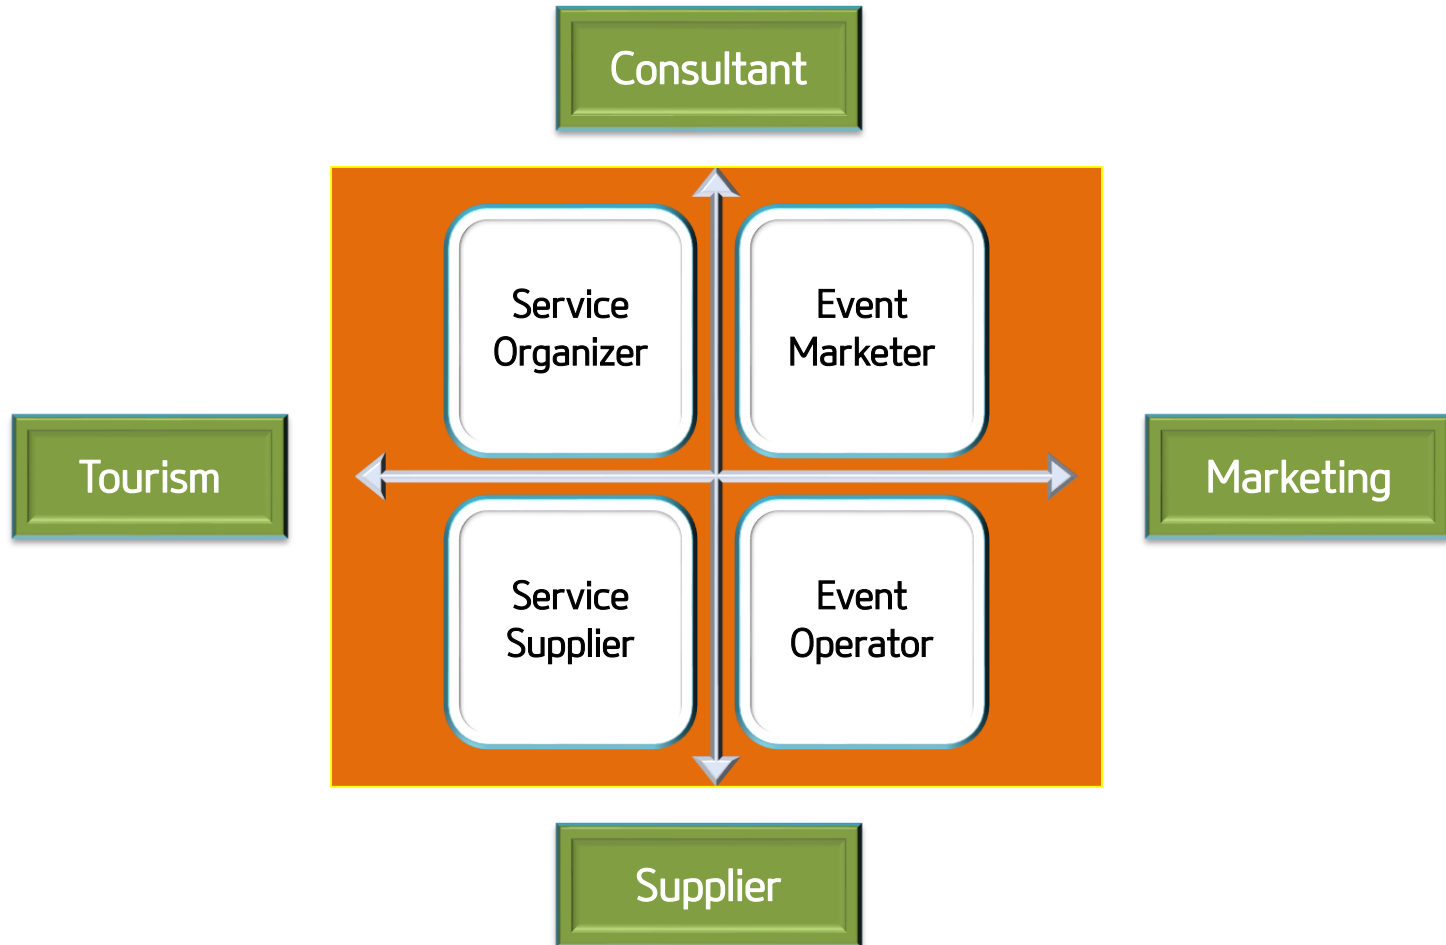 Consultant
Service
Organizer
Event
Marketer
Tourism
Marketing
Service
Supplier
Event
Operator
Supplier